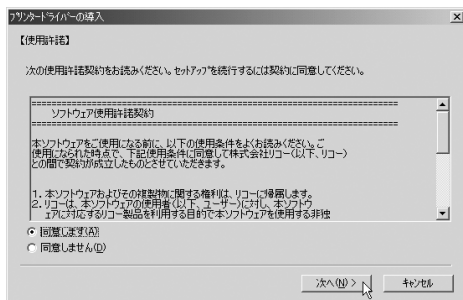 プリンタードライバーの導入
【使用許諾】
次の使用許諾契約をお読みください。セットアップを続行するには契約に同意してください。
ソフトウェア使用許諾契約
本ソフトウェアをご使用になる前に、以下の使用条件をよくお読みください。ご
使用になられた時点で、下記使用条件に同意して株式会社リコー(以下、リコー)
との間で契約が成立したものとさせていただきます。
1. 本ソフトウェアおよびその複製物に関する権利は、リコーに帰属します。
2. リコーは、本ソフトウェアの使用者(以下、ユーザー)に対し、本ソフトウ
ェアに対応するリコー製品を利用する目的で本ソフトウェアを使用する非独
同意します(A)
同意しません(D)
次へ(N) >
キャンセル